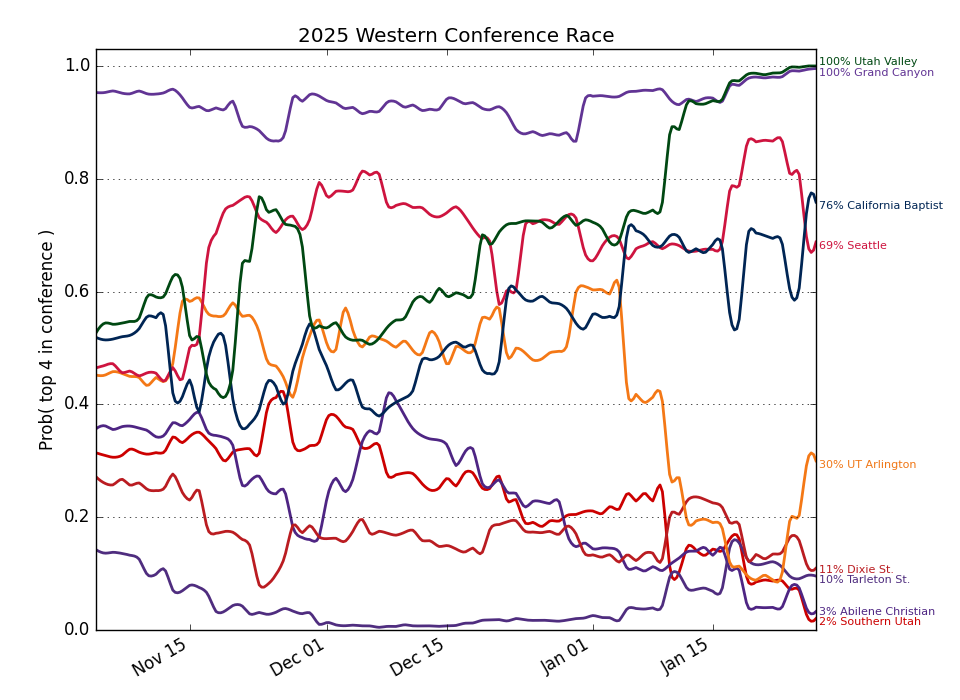 2025 Western Conference Race
Prob( top 4 in conference )
1.0
0.8
0.6
0.4
0.2
0.0
Nov 15
Dec 01
Dec 15
Jan 01
Jan 15
100% Utah Valley
100% Grand Canyon
76% California Baptist
69% Seattle
30% UT Arlington
11% Dixie St.
10% Tarleton St.
3% Abilene Christian
2% Southern Utah